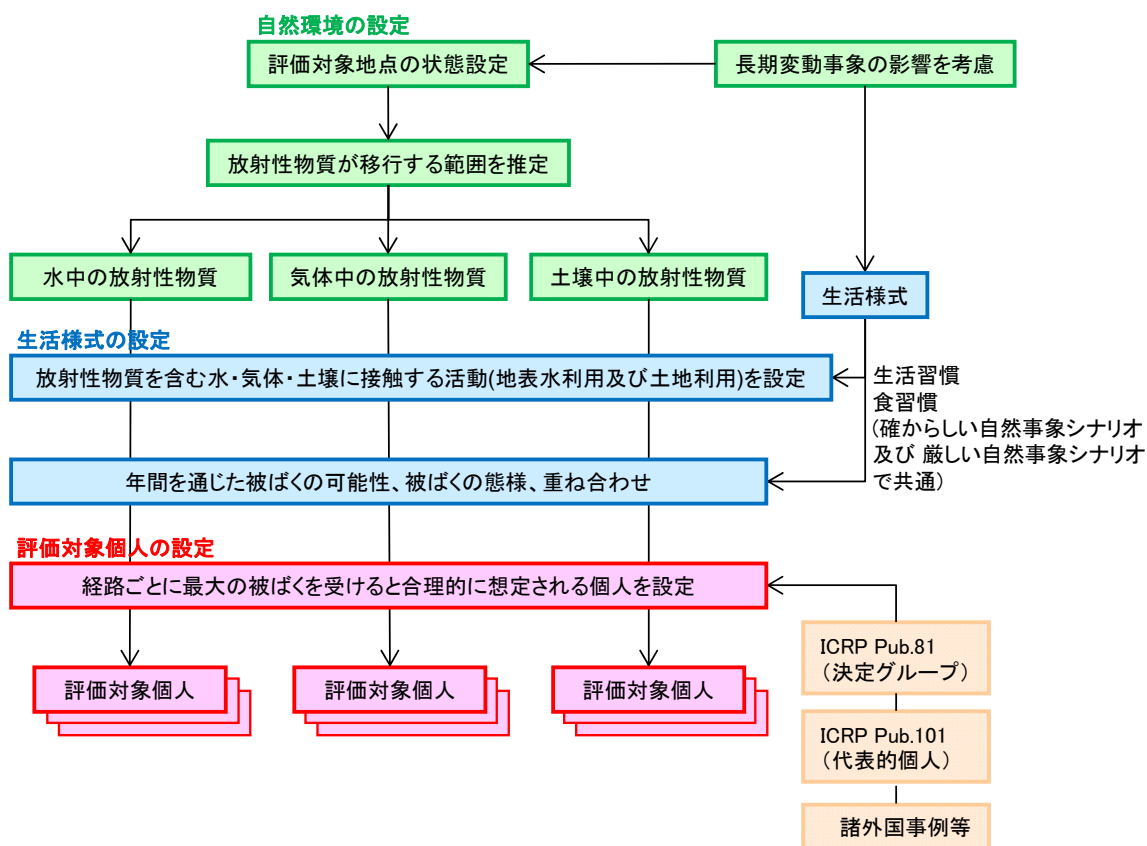 自然環境の設定
評価対象地点の状態設定
長期変動事象の影響を考慮
放射性物質が移行する範囲を推定
水中の放射性物質
気体中の放射性物質
土壌中の放射性物質
生活様式
生活様式の設定
放射性物質を含む水・気体・土壌に接触する活動(地表水利用及び土地利用)を設定
生活習慣
食習慣
(確からしい自然事象シナリオ
及び 厳しい自然事象シナリオ
で共通)
年間を通じた被ばくの可能性、被ばくの態様、重ね合わせ
評価対象個人の設定
経路ごとに最大の被ばくを受けると合理的に想定される個人を設定
評価対象個人
評価対象個人
評価対象個人
ICRP Pub.81
（決定グループ）
ICRP Pub.101
（代表的個人）
諸外国事例等